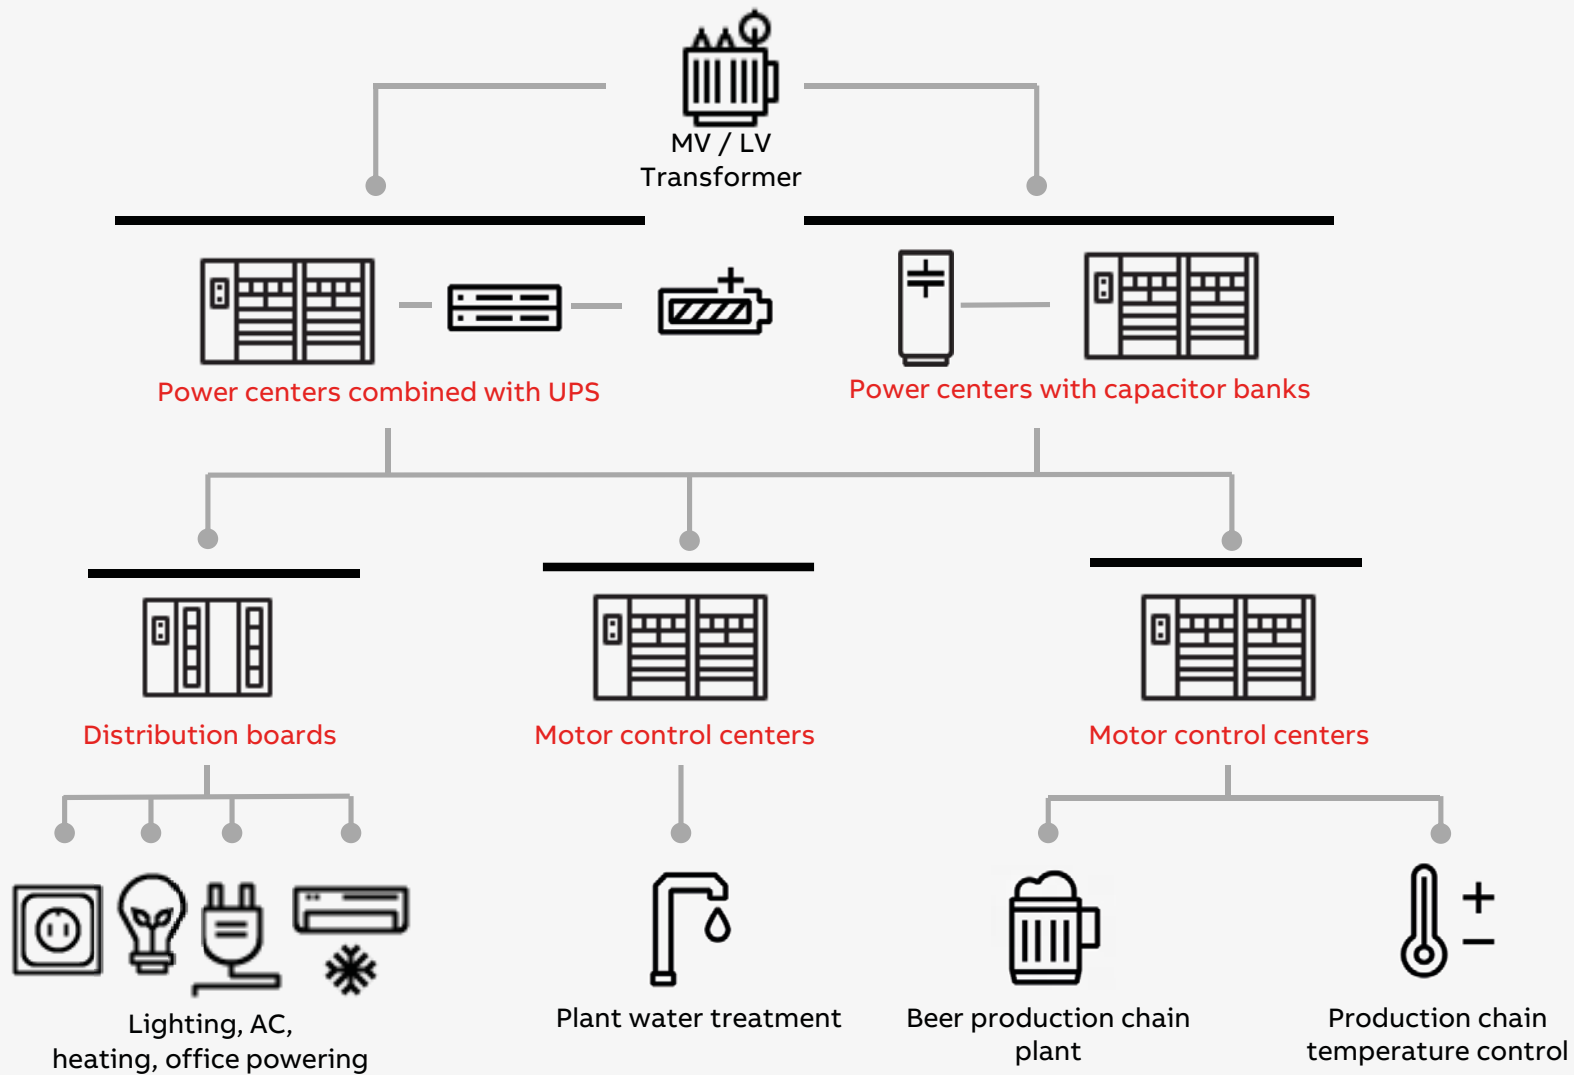 MV / LV
Transformer
Power centers combined with UPS
Power centers with capacitor banks
Distribution boards
Motor control centers
Motor control centers
Lighting, AC,
heating, office powering
Plant water treatment
Beer production chain
plant
Production chain
temperature control